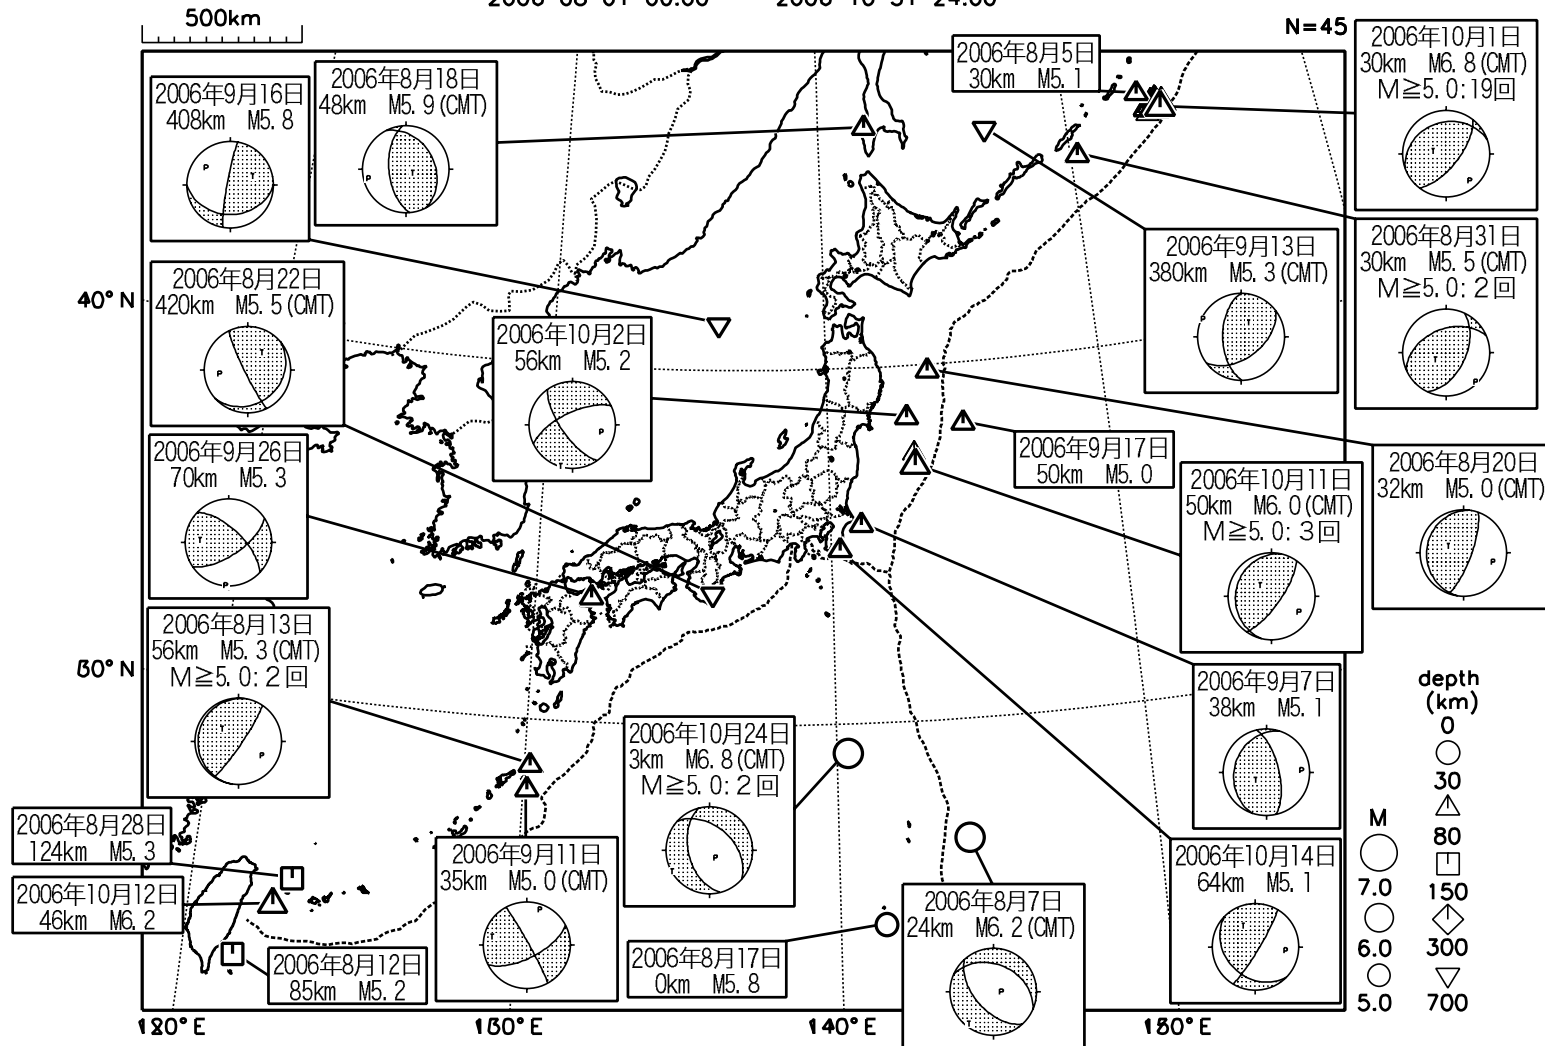 500km
N=45
2006年10月1日
30km M6.8(CMT)
M≧5.0:19回
2006年8月5日
30km M5.1
2006年8月18日
48km M5.9(CMT)
2006年9月16日
408km M5.8
2006年8月31日
30km M5.5(CMT)
M≧5.0:2回
2006年9月13日
380km M5.3(CMT)
2006年8月22日
420km M5.5(CMT)
40°N
2006年10月2日
56km M5.2
2006年9月26日
70km M5.3
2006年9月17日
50km M5.0
2006年8月20日
32km M5.0(CMT)
2006年10月11日
50km M6.0(CMT)
M≧5.0:3回
2006年8月13日
56km M5.3(CMT)
M≧5.0:2回
2006年9月7日
38km M5.1
2006年10月24日
3km M6.8(CMT)
M≧5.0:2回
2006年8月28日
124km M5.3
2006年10月12日
46km M6.2
2006年9月11日
35km M5.0(CMT)
2006年10月14日
64km M5.1
2006年8月7日
24km M6.2(CMT)
2006年8月17日
0km M5.8
2006年8月12日
85km M5.2
depth
(km)
0
30
80
150
300
700
M
7.0
6.0
5.0
140°E